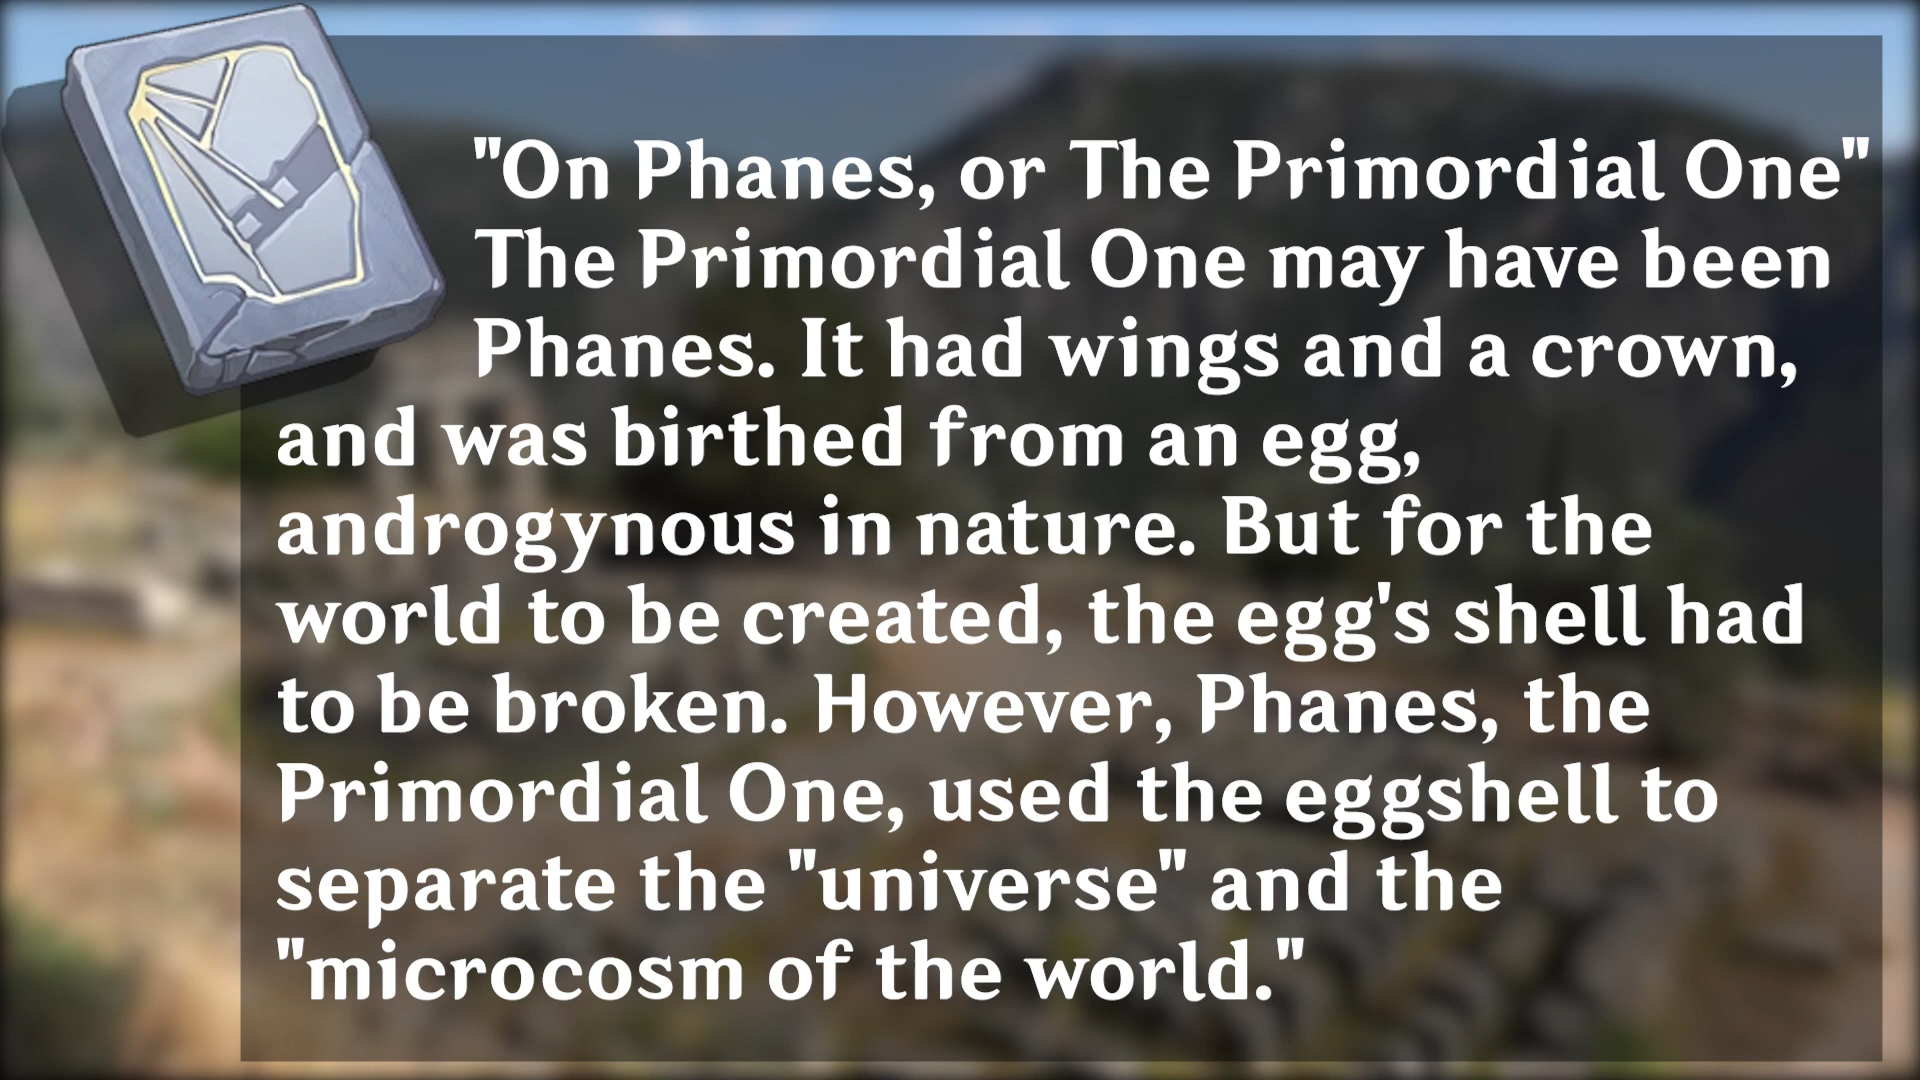 "On Phanes, or The Primordial One"
The Primordial One may have been
Phanes. It had wings and a crown,
and was birthed from an egg,
androgynous in nature. But for the
world to be created, the egg's shell had
to be broken. However, Phanes, the
Primordial One, used the eggshell to
separate the "universe" and the
"microcosm of the world."